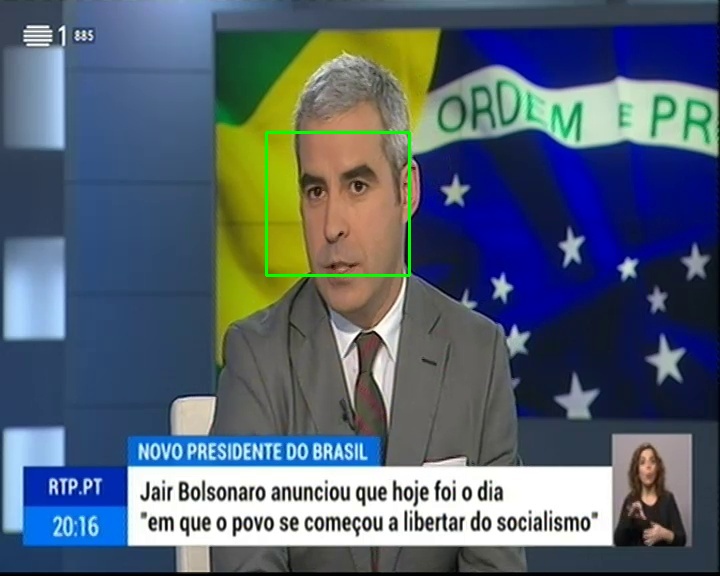 1 885
ORDEM E PR
NOVO PRESIDENTE DO BRASIL
RTP.PT
Jair Bolsonaro anunciou que hoje foi o dia
20:16
"em que o povo se começou a libertar do socialismo"